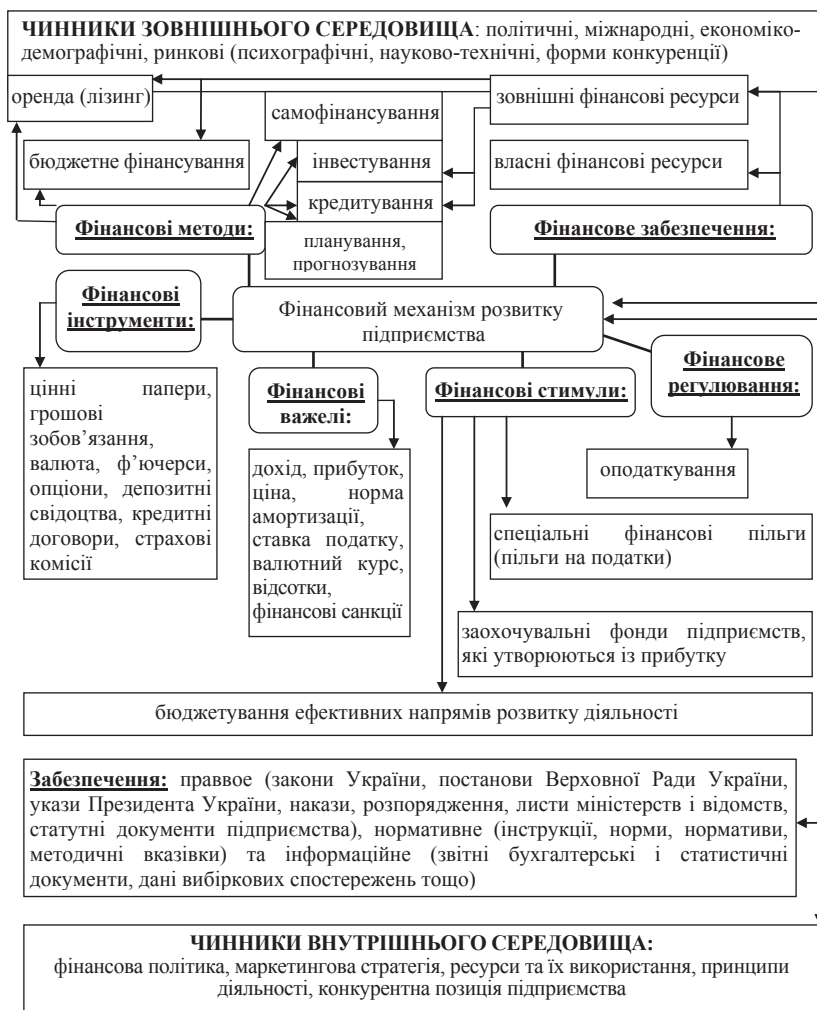 ЧИННИКИ ЗОВНІШНЬОГО СЕРЕДОВИЩА: політичні, міжнародні, економіко-
демографічні, ринкові (психографічні, науково-технічні, форми конкуренції)
оренда (лізинг)
бюджетне фінансування
самофінансування
інвестування
кредитування
планування,
прогнозування
зовнішні фінансові ресурси
власні фінансові ресурси
Фінансові методи:
Фінансове забезпечення:
Фінансові
інструменти:
Фінансовий механізм розвитку
підприємства
Фінансові
важелі:
Фінансові стимули:
Фінансове
регулювання:
цінні папери,
грошові
зобов’язання,
валюта, ф’ючерси,
опціони, депозитні
свідоцтва, кредитні
договори, страхові
комісії
дохід, прибуток,
ціна, норма
амортизації,
ставка податку,
валютний курс,
відсотки,
фінансові санкції
оподаткування
спеціальні фінансові пільги
(пільги на податки)
заохочувальні фонди підприємств,
які утворюються із прибутку
бюджетування ефективних напрямів розвитку діяльності
Забезпечення: праввое (закони України, постанови Верховної Ради України,
укази Президента України, накази, розпорядження, листи міністерств і відомств,
статутні документи підприємства), нормативне (інструкції, норми, нормативи,
методичні вказівки) та інформаційне (звітні бухгалтерські і статистичні
документи, дані вибіркових спостережень тощо)
ЧИННИКИ ВНУТРІШНЬОГО СЕРЕДОВИЩА:
фінансова політика, маркетингова стратегія, ресурси та їх використання, принципи
діяльності, конкурентна позиція підприємства